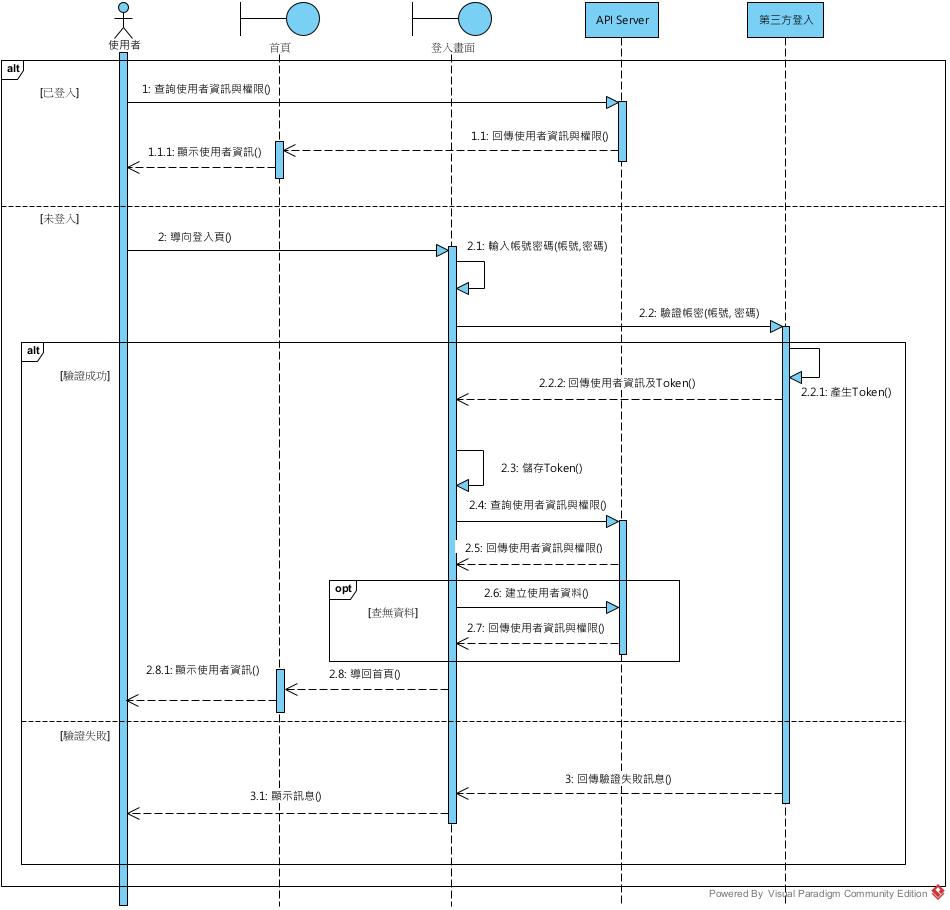 使用者
首頁
登入畫面
API Server
第三方登入
alt
[已登入]
1: 查詢使用者資訊與權限()
1.1: 回傳使用者資訊與權限()
1.1.1: 顯示使用者資訊()
[未登入]
2: 導向登入頁()
2.1: 輸入帳號密碼(帳號,密碼)
2.2: 驗證帳密(帳號, 密碼)
alt
[驗證成功]
2.2.1: 產生Token()
2.2.2: 回傳使用者資訊及Token()
2.3: 儲存Token()
2.4: 查詢使用者資訊與權限()
2.5: 回傳使用者資訊與權限()
opt
[查無資料]
2.6: 建立使用者資料()
2.7: 回傳使用者資訊與權限()
2.8: 導回首頁()
2.8.1: 顯示使用者資訊()
[驗證失敗]
3: 回傳驗證失敗訊息()
3.1: 顯示訊息()
Powered By Visual Paradigm Community Edition